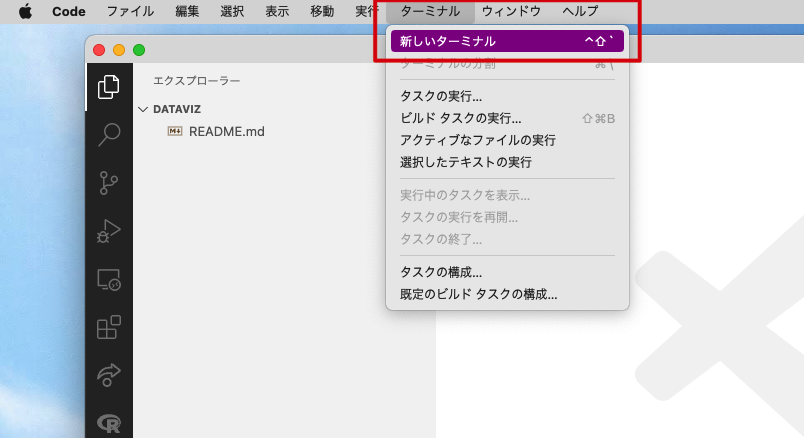 Code ファイル 編集 選択 表示 移動 実行 ターミナル ウィンドウ ヘルプ
新しいターミナル ^⇧`
ターミナルの分割 ⌘\
タスクの実行...
ビルド タスクの実行... ⇧⌘B
アクティブなファイルの実行
選択したテキストの実行
実行中のタスクを表示...
タスクの実行を再開...
タスクの終了...
タスクの構成...
既定のビルド タスクの構成...
エクスプローラー
DATAVIZ
README.md
R